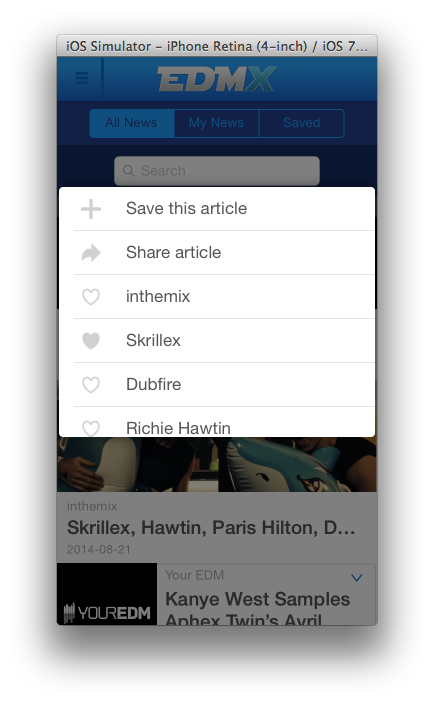 iOS Simulator - iPhone Retina (4-inch) / iOS 7...
EDMX
All News
My News
Saved
Search
Save this article
Share article
inthemix
Skrillex
Dubfire
Richie Hawtin
inthemix
Skrillex, Hawtin, Paris Hilton, D...
2014-08-21
YOUREDM
Your EDM
Kanye West Samples
Aphex Twin's Avril